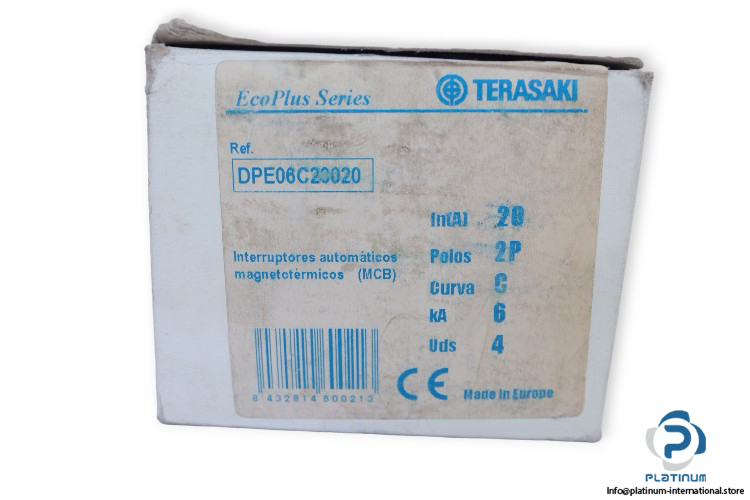 EcoPlus Series
TERASAKI
Ref.
DPE06C20020
Interruptores automáticos
magnetotérmicos (MCB)
In(A) 20
Polos 2P
Curva C
kA 6
Uds 4
8 432814 600213
CE Made in Europe
PLATINUM
Info@platinum-international.store